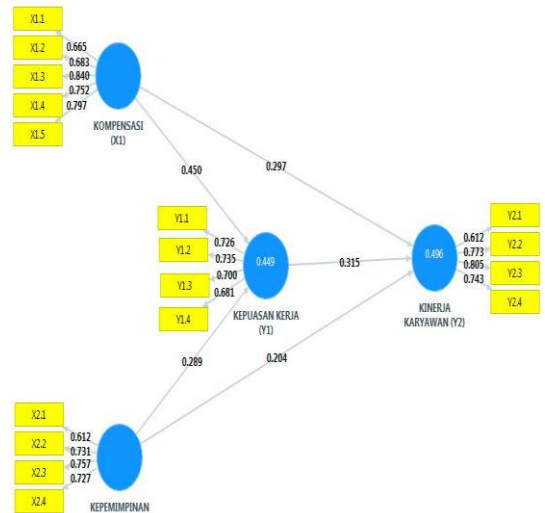 X1.1
X1.2
X1.3
X1.4
X1.5
0.665
0.683
0.840
0.752
0.797
KOMPENSASI
(X1)
0.450
0.297
Y1.1
Y1.2
Y1.3
Y1.4
0.726
0.735
0.700
0.681
0.449
KEPUASAN KERJA
(Y1)
0.315
0.496
KINERJA
KARYAWAN (Y2)
0.612
0.773
0.805
0.743
Y2.1
Y2.2
Y2.3
Y2.4
0.289
0.204
X2.1
X2.2
X2.3
X2.4
0.612
0.731
0.757
0.727
KEPEMIMPINAN